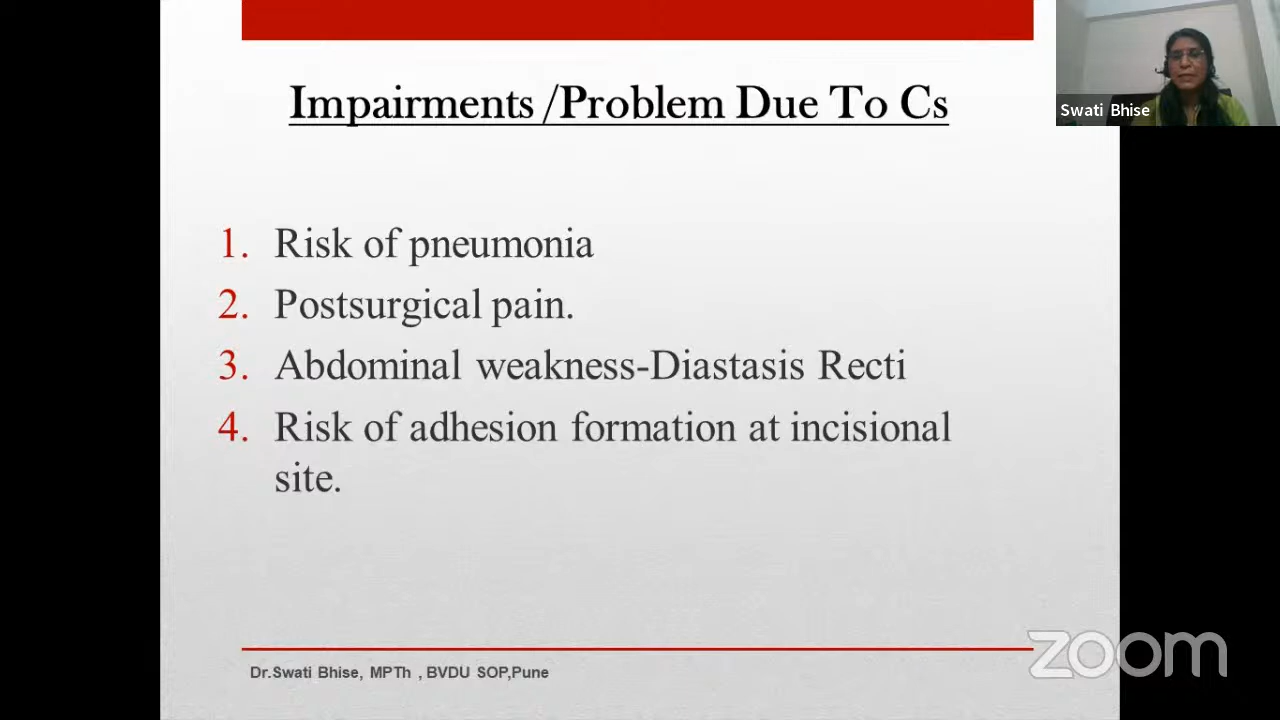 Impairments /Problem Due To Cs
Swati Bhise
1. Risk of pneumonia
2. Postsurgical pain.
3. Abdominal weakness-Diastasis Recti
4. Risk of adhesion formation at incisional
site.
zoom
Dr.Swati Bhise, MPTh , BVDU SOP,Pune